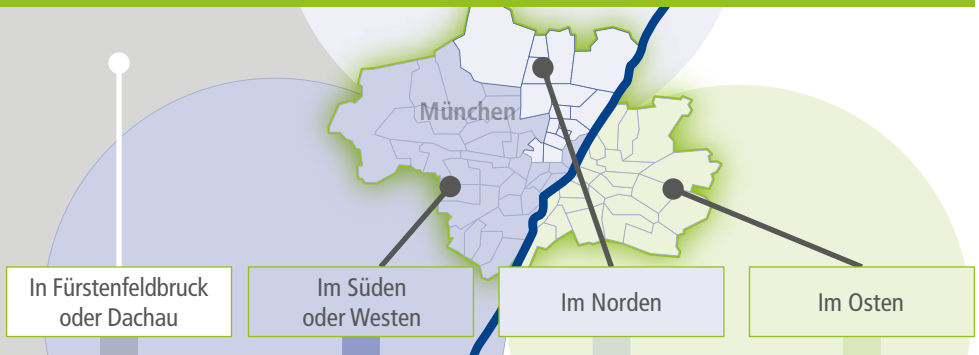 München
In Fürstenfeldbruck
oder Dachau
Im Süden
oder Westen
Im Norden
Im Osten